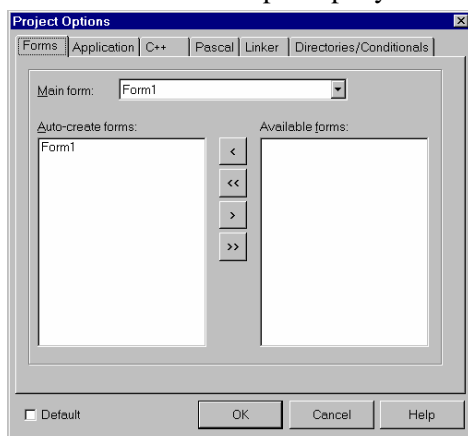 Project Options
Forms Application C++ Pascal Linker Directories/Conditionals
Main form: Form1
Auto-create forms: Available forms:
Form1
<
<<
>
>>
Default OK Cancel Help